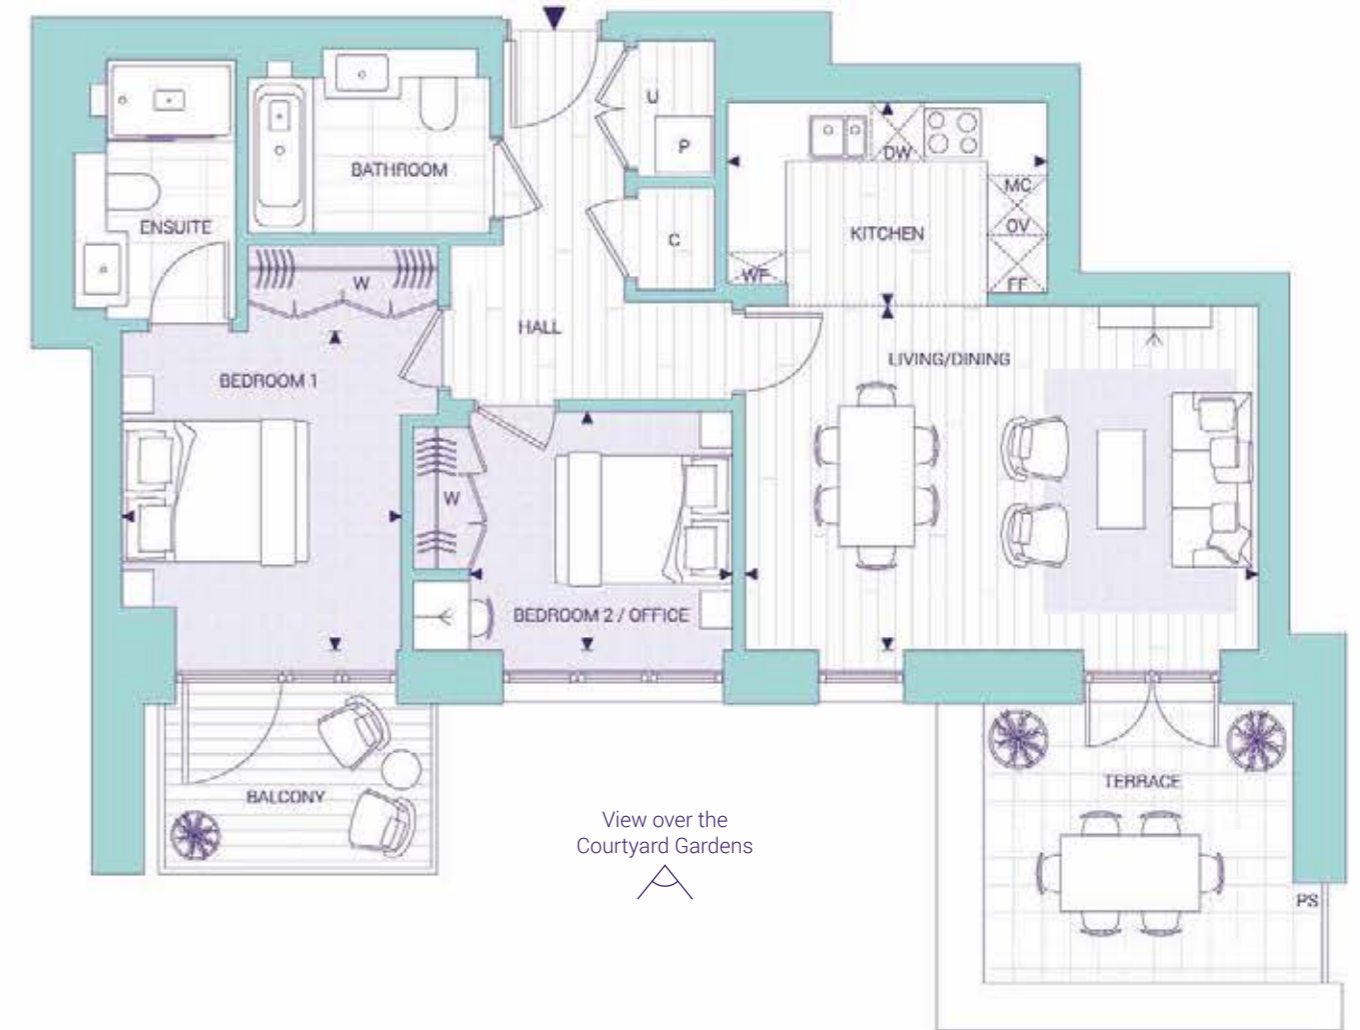 U
P
DW
BATHROOM
MC
ENSUITE
OV
KITCHEN
C
WF
W
FF
HALL
LIVING/DINING
BEDROOM 1
W
BEDROOM 2 / OFFICE
TERRACE
BALCONY
View over the
Courtyard Gardens
PS